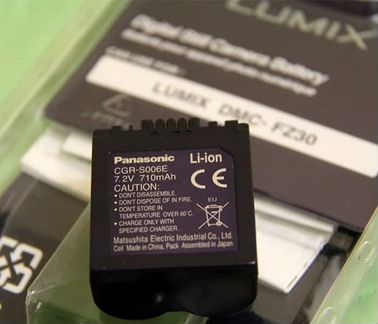 LUMIX
Digital Still Camera Battery
LUMIX DMC- FZ30
Panosonic
Li-ion
CGR-S006E
7.2V 710mAh
CAUTION:
• DON'T DISASSEMBLE.
• DON'T DISPOSE OF IN FIRE.
• DON'T STORE IN
TEMPERATURE OVER 60˚C.
• CHARGE ONLY WITH
SPECIFIED CHARGER.
CE
EU
Matsushita Electric Industrial Co., Ltd.
Cell Made in China, Pack Assembled in Japan